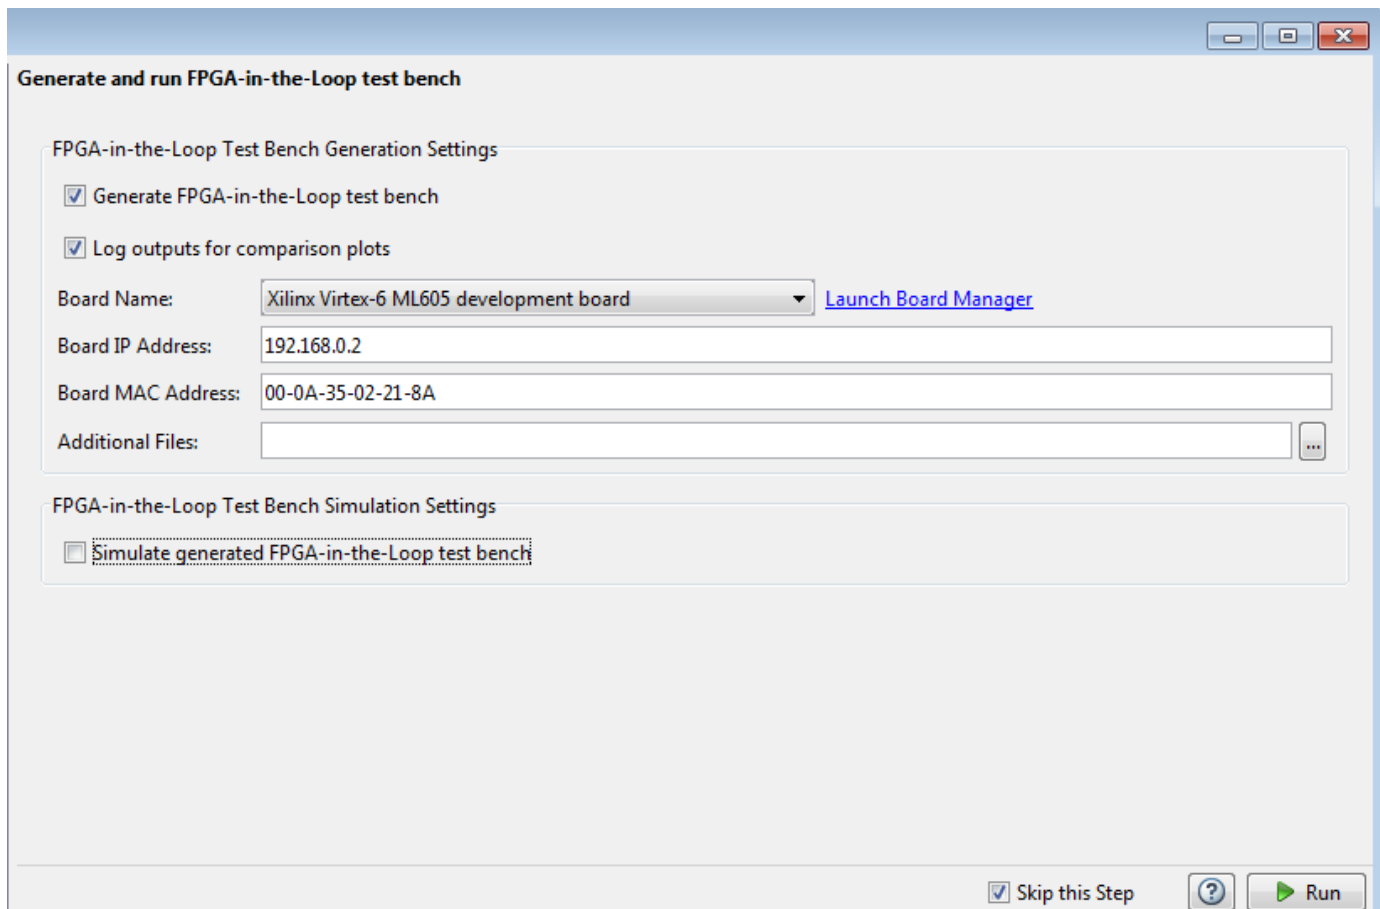 Generate and run FPGA-in-the-Loop test bench
FPGA-in-the-Loop Test Bench Generation Settings
Generate FPGA-in-the-Loop test bench
Log outputs for comparison plots
Board Name: Xilinx Virtex-6 ML605 development board Launch Board Manager
Board IP Address: 192.168.0.2
Board MAC Address: 00-0A-35-02-21-8A
Additional Files: ...
FPGA-in-the-Loop Test Bench Simulation Settings
Simulate generated FPGA-in-the-Loop test bench
Skip this Step ? Run